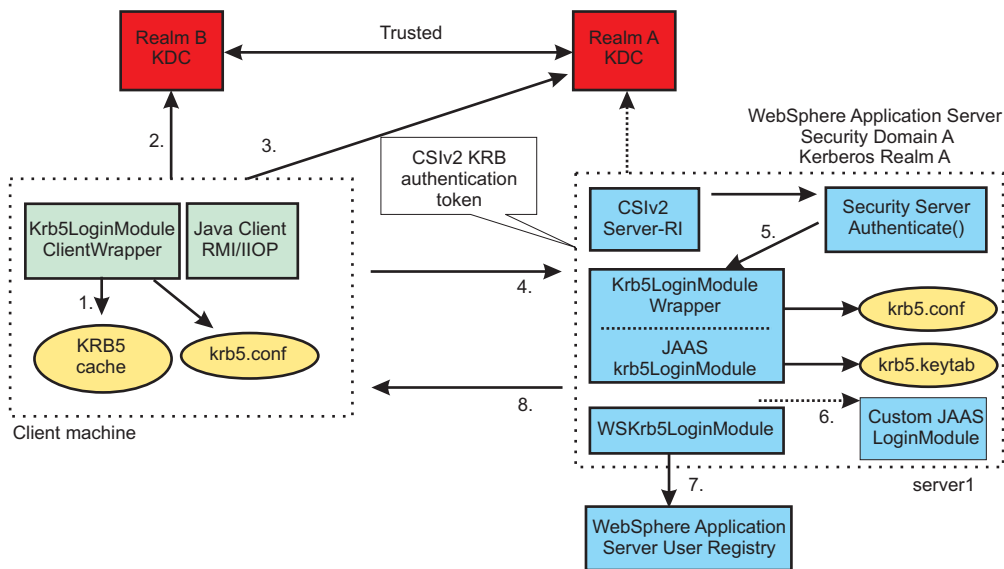 Realm B
KDC
Trusted
Realm A
KDC
WebSphere Application Server
Security Domain A
Kerberos Realm A
2.
3.
CSIv2 KRB
authentication
token
Krb5LoginModule
ClientWrapper
Java Client
RMI/IIOP
1.
KRB5
cache
krb5.conf
Client machine
4.
8.
CSIv2
Server-RI
Security Server
Authenticate()
5.
Krb5LoginModule
Wrapper
JAAS
krb5LoginModule
krb5.conf
krb5.keytab
6.
Custom JAAS
LoginModule
WSKrb5LoginModule
server1
7.
WebSphere Application
Server User Registry